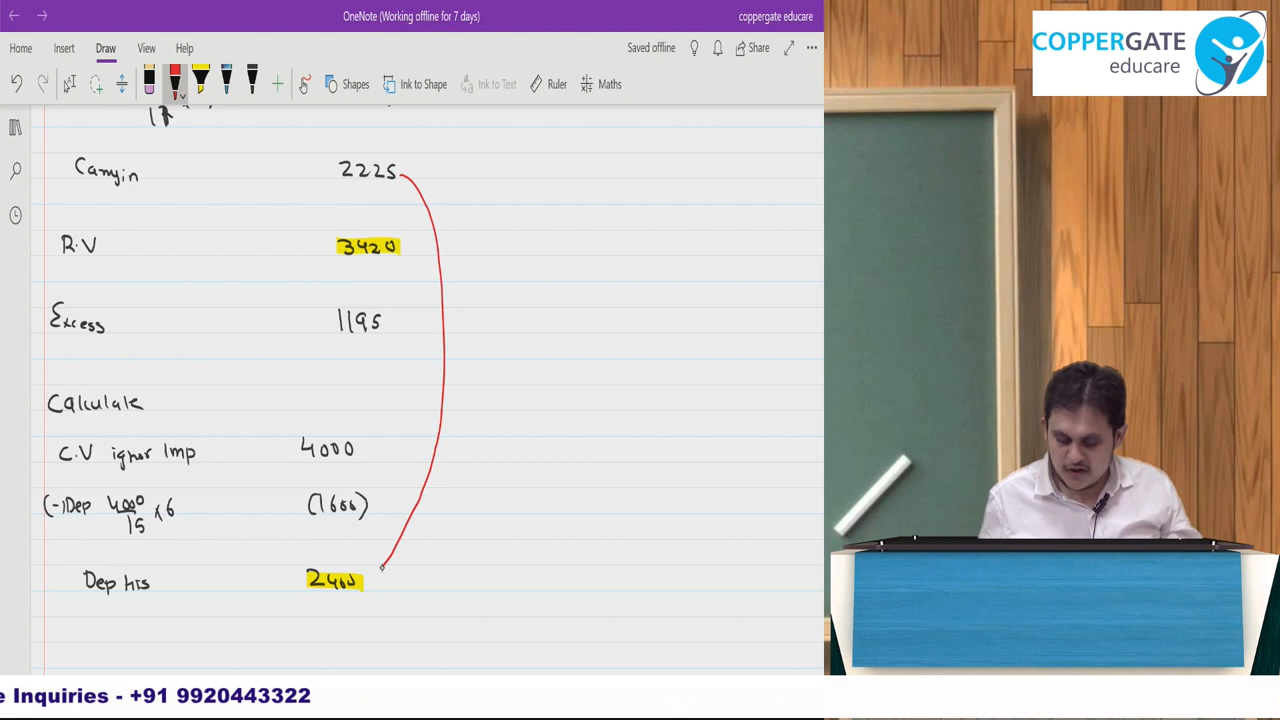 OneNote (Working offline for 7 days)
coppergate educare
Home Insert Draw View Help
Saved offline Share
Ink to Shape Ink to Text Shapes Ruler Maths
COPPERGATE
educare
17
Carryin 2225
R.V 3420
Excess 1195
Calculate
C.V ignor Imp 4000
(-) Dep 4000/15 x 6 (1600)
Dep his 2400
e Inquiries - +91 9920443322